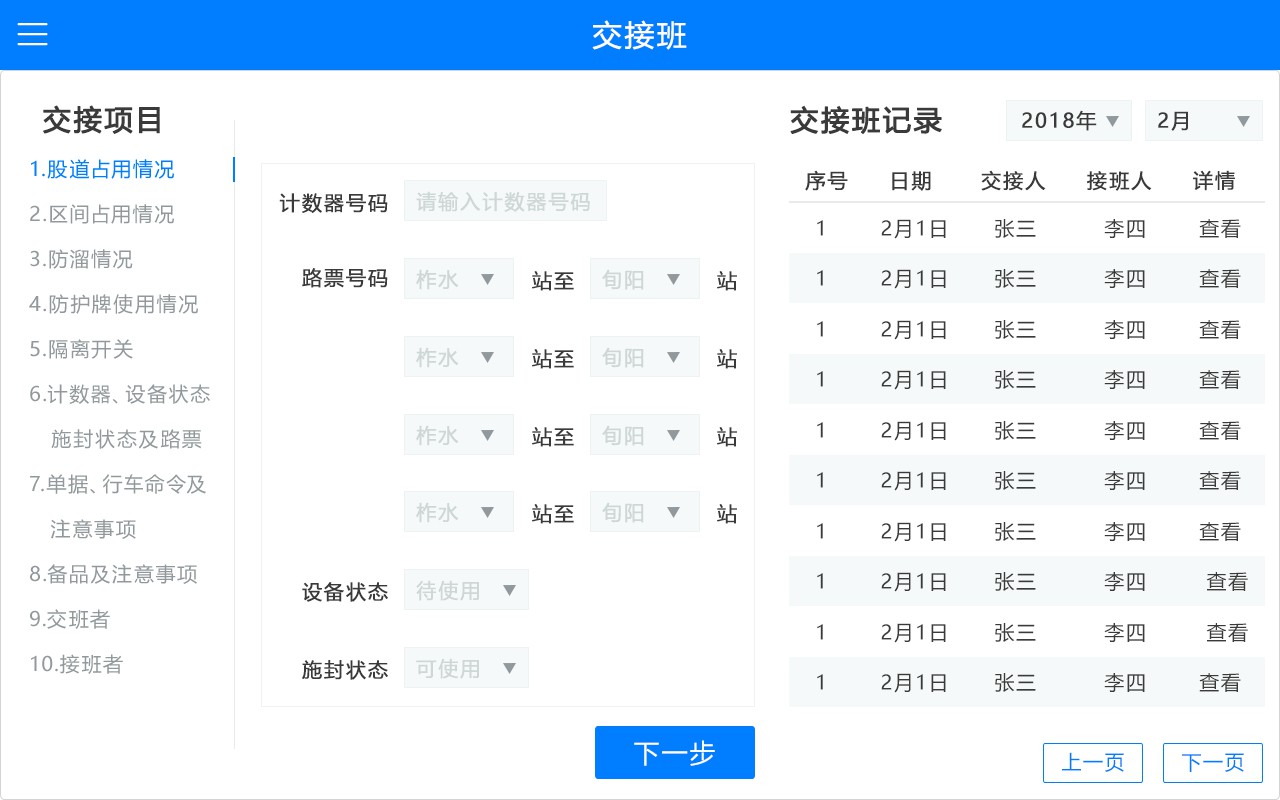 交接班
交接项目
1.股道占用情况
2.区间占用情况
3.防溜情况
4.防护牌使用情况
5.隔离开关
6.计数器、设备状态
施封状态及路票
7.单据、行车命令及
注意事项
8.备品及注意事项
9.交班者
10.接班者
计数器号码 请输入计数器号码
路票号码 柞水 ▼ 站至 旬阳 ▼ 站
柞水 ▼ 站至 旬阳 ▼ 站
柞水 ▼ 站至 旬阳 ▼ 站
柞水 ▼ 站至 旬阳 ▼ 站
设备状态 待使用 ▼
施封状态 可使用 ▼
下一步
交接班记录 2018年 ▼ 2月 ▼
序号 日期 交接人 接班人 详情
1 2月1日 张三 李四 查看
1 2月1日 张三 李四 查看
1 2月1日 张三 李四 查看
1 2月1日 张三 李四 查看
1 2月1日 张三 李四 查看
1 2月1日 张三 李四 查看
1 2月1日 张三 李四 查看
1 2月1日 张三 李四 查看
1 2月1日 张三 李四 查看
1 2月1日 张三 李四 查看
上一页 下一页